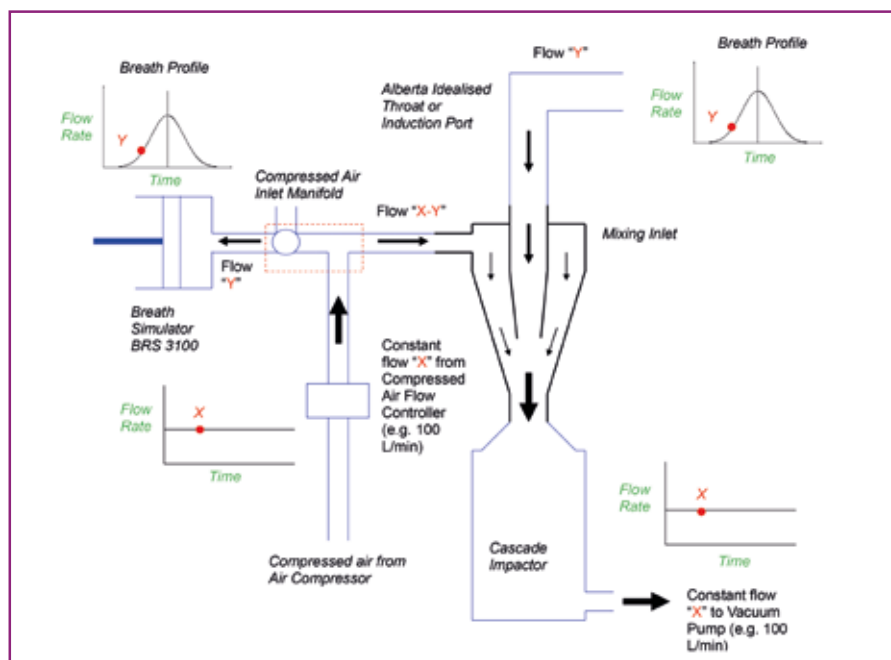 Breath Profile
Flow
Rate
Y
Time
Flow "Y"
Alberta Idealised
Throat or
Induction Port
Breath Profile
Flow
Rate
Y
Time
Compressed Air
Inlet Manifold
Flow "X-Y"
Mixing Inlet
Flow
"Y"
Breath
Simulator
BRS 3100
Constant
flow "X" from
Compressed
Air Flow
Controller
(e.g. 100
L/min)
Flow
Rate
X
Time
Compressed air from
Air Compressor
Cascade
Impactor
Flow
Rate
X
Time
Constant flow
"X" to Vacuum
Pump (e.g. 100
L/min)